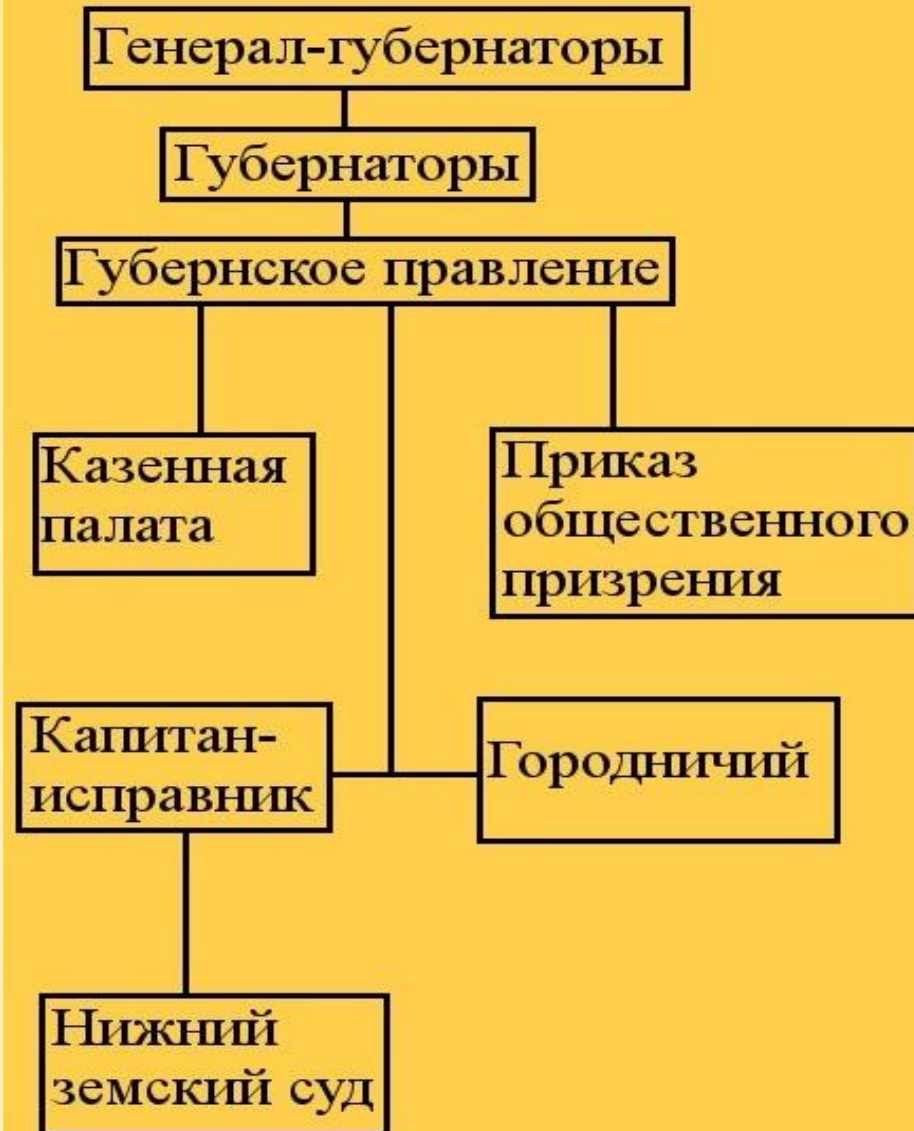 Генерал-губернаторы
Губернаторы
Губернское правление
Казенная
палата
Приказ
общественного
призрения
Капитан-
исправник
Городничий
Нижний
земский суд